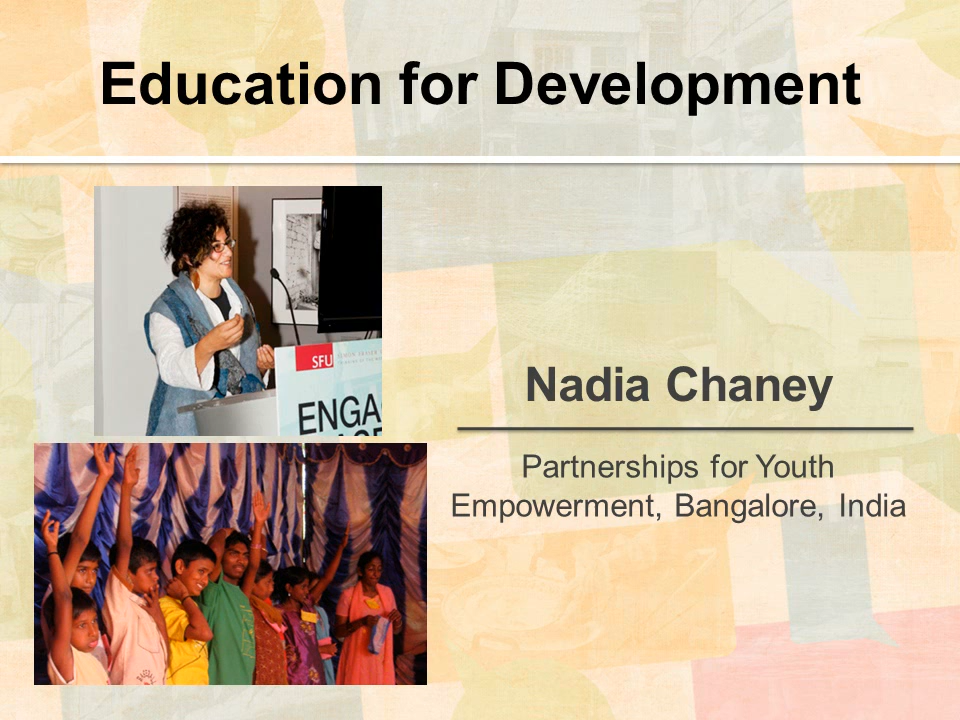 Education for Development
SFU
ENGA
Nadia Chaney
Partnerships for Youth
Empowerment, Bangalore, India